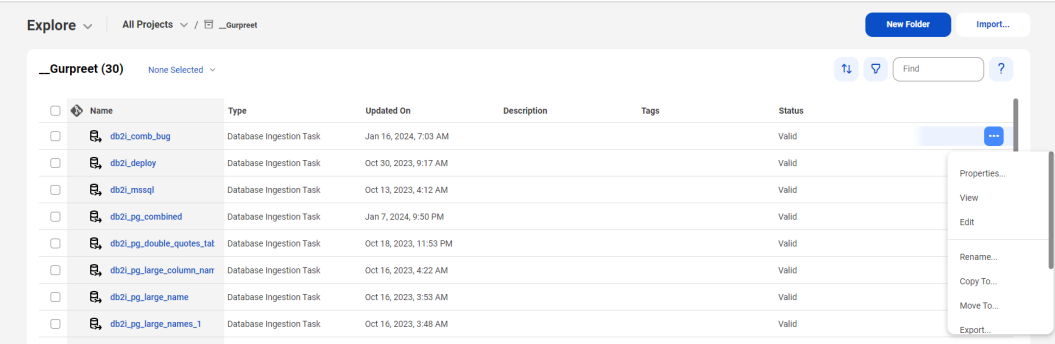 Explore All Projects / __Gurpreet New Folder Import...
__Gurpreet (30) None Selected Find ?
Name Type Updated On Description Tags Status
db2i_comb_bug Database Ingestion Task Jan 16, 2024, 7:03 AM Valid
db2i_deploy Database Ingestion Task Oct 30, 2023, 9:17 AM Valid
db2i_mssql Database Ingestion Task Oct 13, 2023, 4:12 AM Valid
db2i_pg_combined Database Ingestion Task Jan 7, 2024, 9:50 PM Valid
db2i_pg_double_quotes_tab Database Ingestion Task Oct 18, 2023, 11:53 PM Valid
db2i_pg_large_column_nam Database Ingestion Task Oct 16, 2023, 4:22 AM Valid
db2i_pg_large_name Database Ingestion Task Oct 16, 2023, 3:53 AM Valid
db2i_pg_large_names_1 Database Ingestion Task Oct 16, 2023, 3:48 AM Valid
Properties...
View
Edit
Rename...
Copy To...
Move To...
Export...